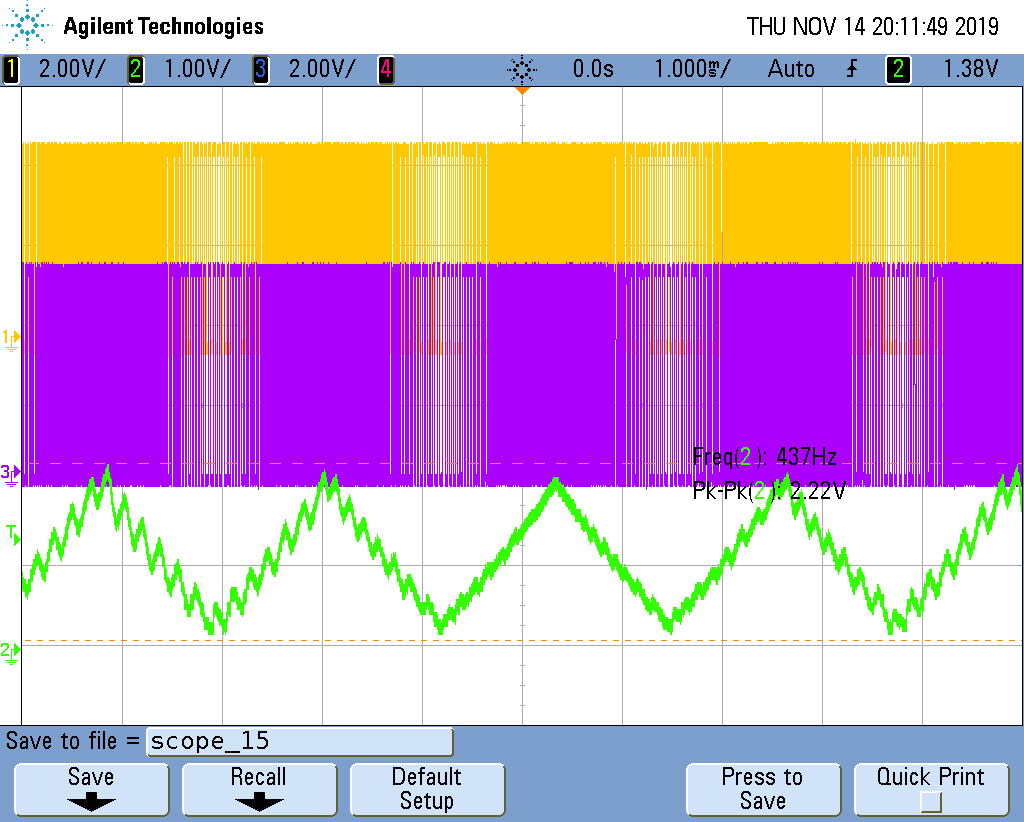 Agilent Technologies THU NOV 14 20:11:49 2019
1 2.00V/ 2 1.00V/ 3 2.00V/ 4 0.0s 1.000ms/ Auto 2 1.38V
1
3
Freq(2): 437Hz
Pk-Pk(2): 2.22V
T
2
Save to file = scope_15
Save Recall Default Setup Press to Save Quick Print